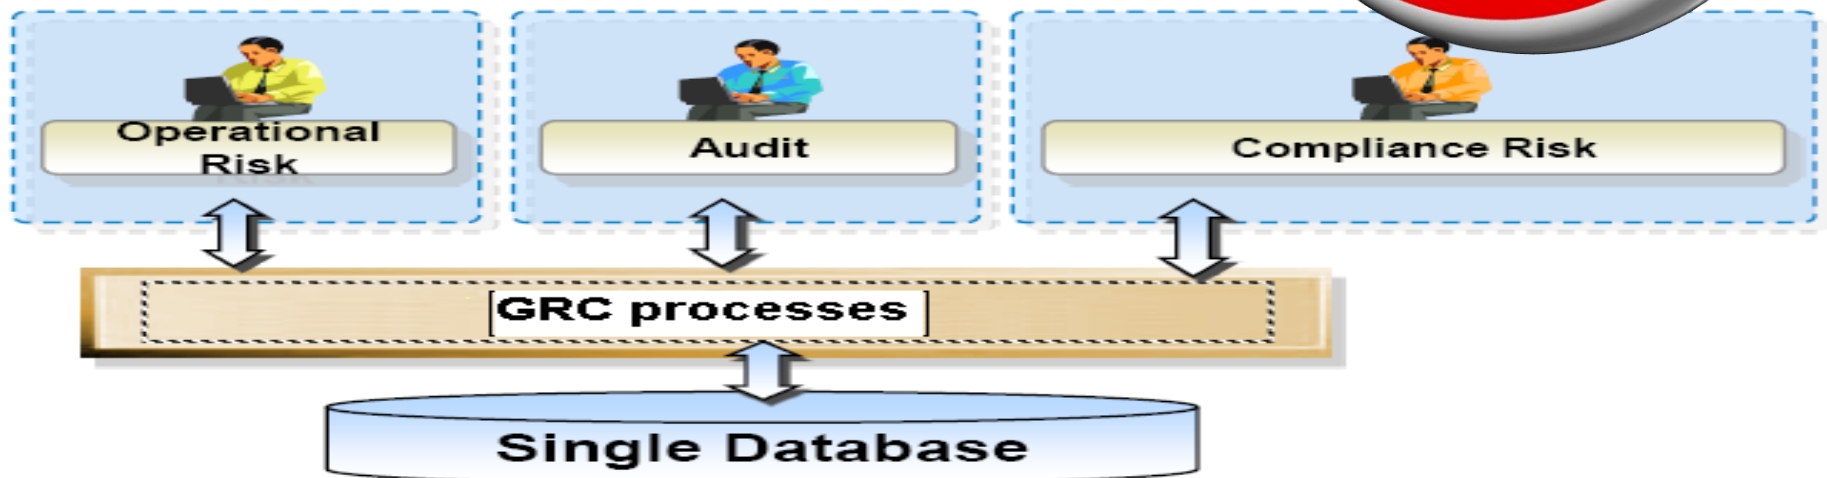 Operational
Risk
Audit
Compliance Risk
GRC processes
Single Database